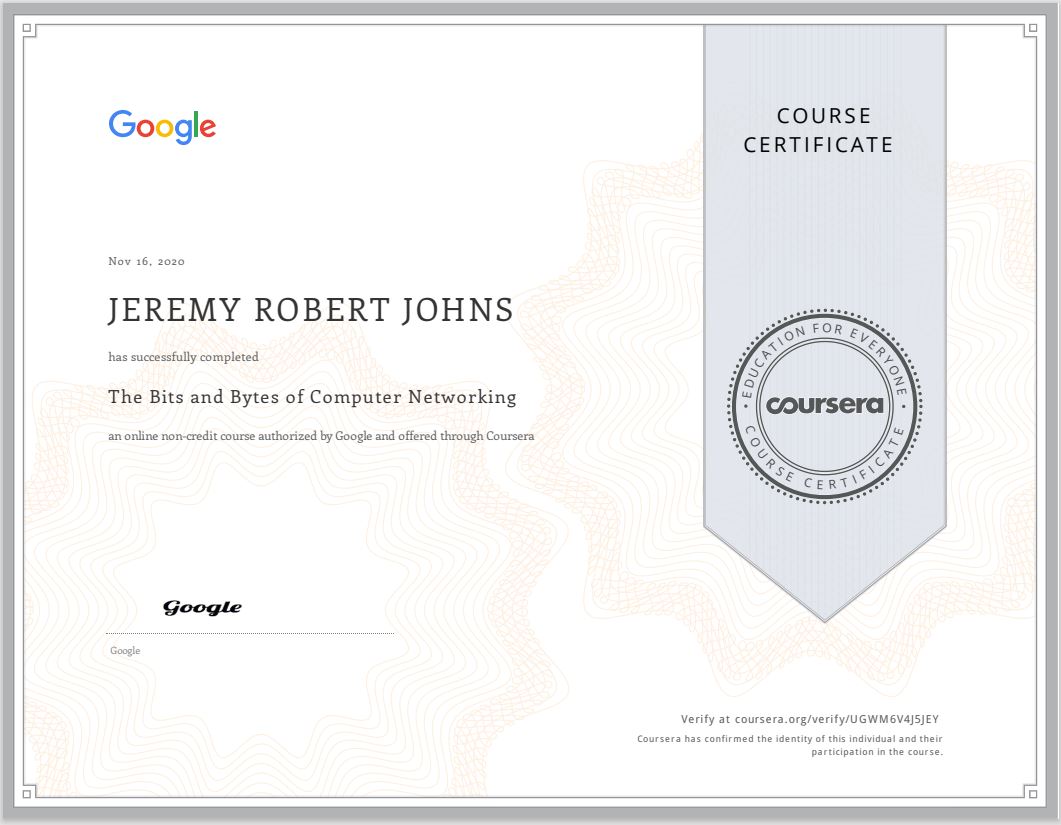 Google
COURSE
CERTIFICATE
Nov 16, 2020
JEREMY ROBERT JOHNS
has successfully completed
The Bits and Bytes of Computer Networking
an online non-credit course authorized by Google and offered through Coursera
EDUCATION FOR EVERYONE
coursera
COURSE CERTIFICATE
Google
Google
Verify at coursera.org/verify/UGWM6V4J5JEY
Coursera has confirmed the identity of this individual and their
participation in the course.